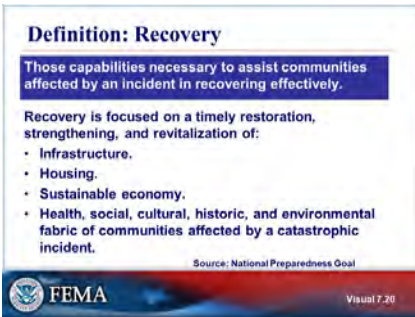 Definition: Recovery
Those capabilities necessary to assist communities
affected by an incident in recovering effectively.
Recovery is focused on a timely restoration,
strengthening, and revitalization of:
• Infrastructure.
• Housing.
• Sustainable economy.
• Health, social, cultural, historic, and environmental
fabric of communities affected by a catastrophic
incident.
Source: National Preparedness Goal
FEMA
Visual 7.20